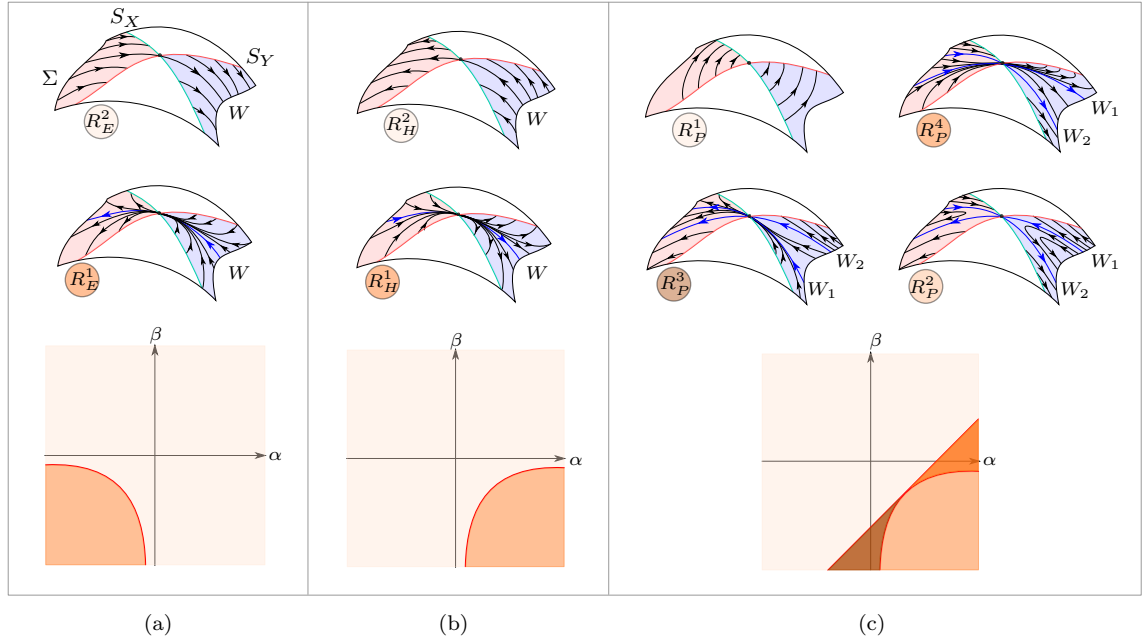 S_X
S_Y
Σ
W
R_E^2
W
R_H^2
R_P^1
W_1
W_2
R_P^4
W
R_E^1
W
R_H^1
W_2
W_1
R_P^3
W_1
W_2
R_P^2
β
α
β
α
β
α
(a)
(b)
(c)